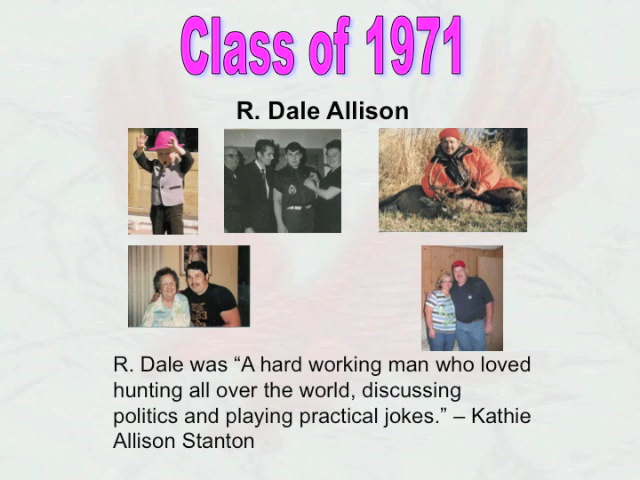 Class of 1971
R. Dale Allison
R. Dale was “A hard working man who loved
hunting all over the world, discussing
politics and playing practical jokes.” – Kathie
Allison Stanton